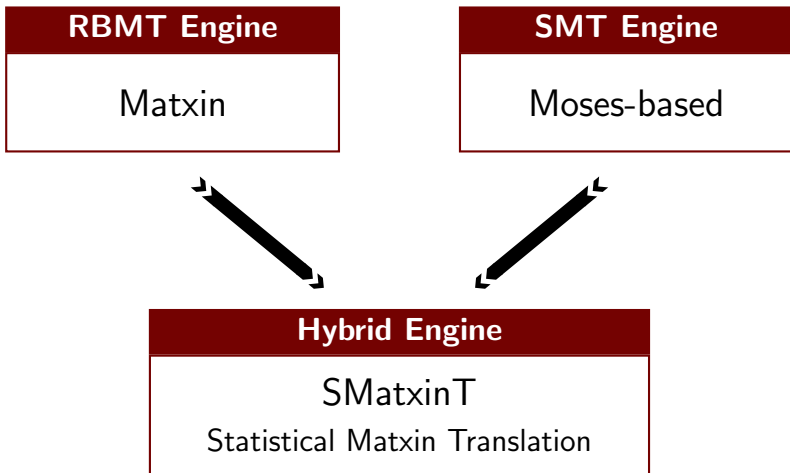 RBMT Engine
Matxin
SMT Engine
Moses-based
Hybrid Engine
SMatxinT
Statistical Matxin Translation